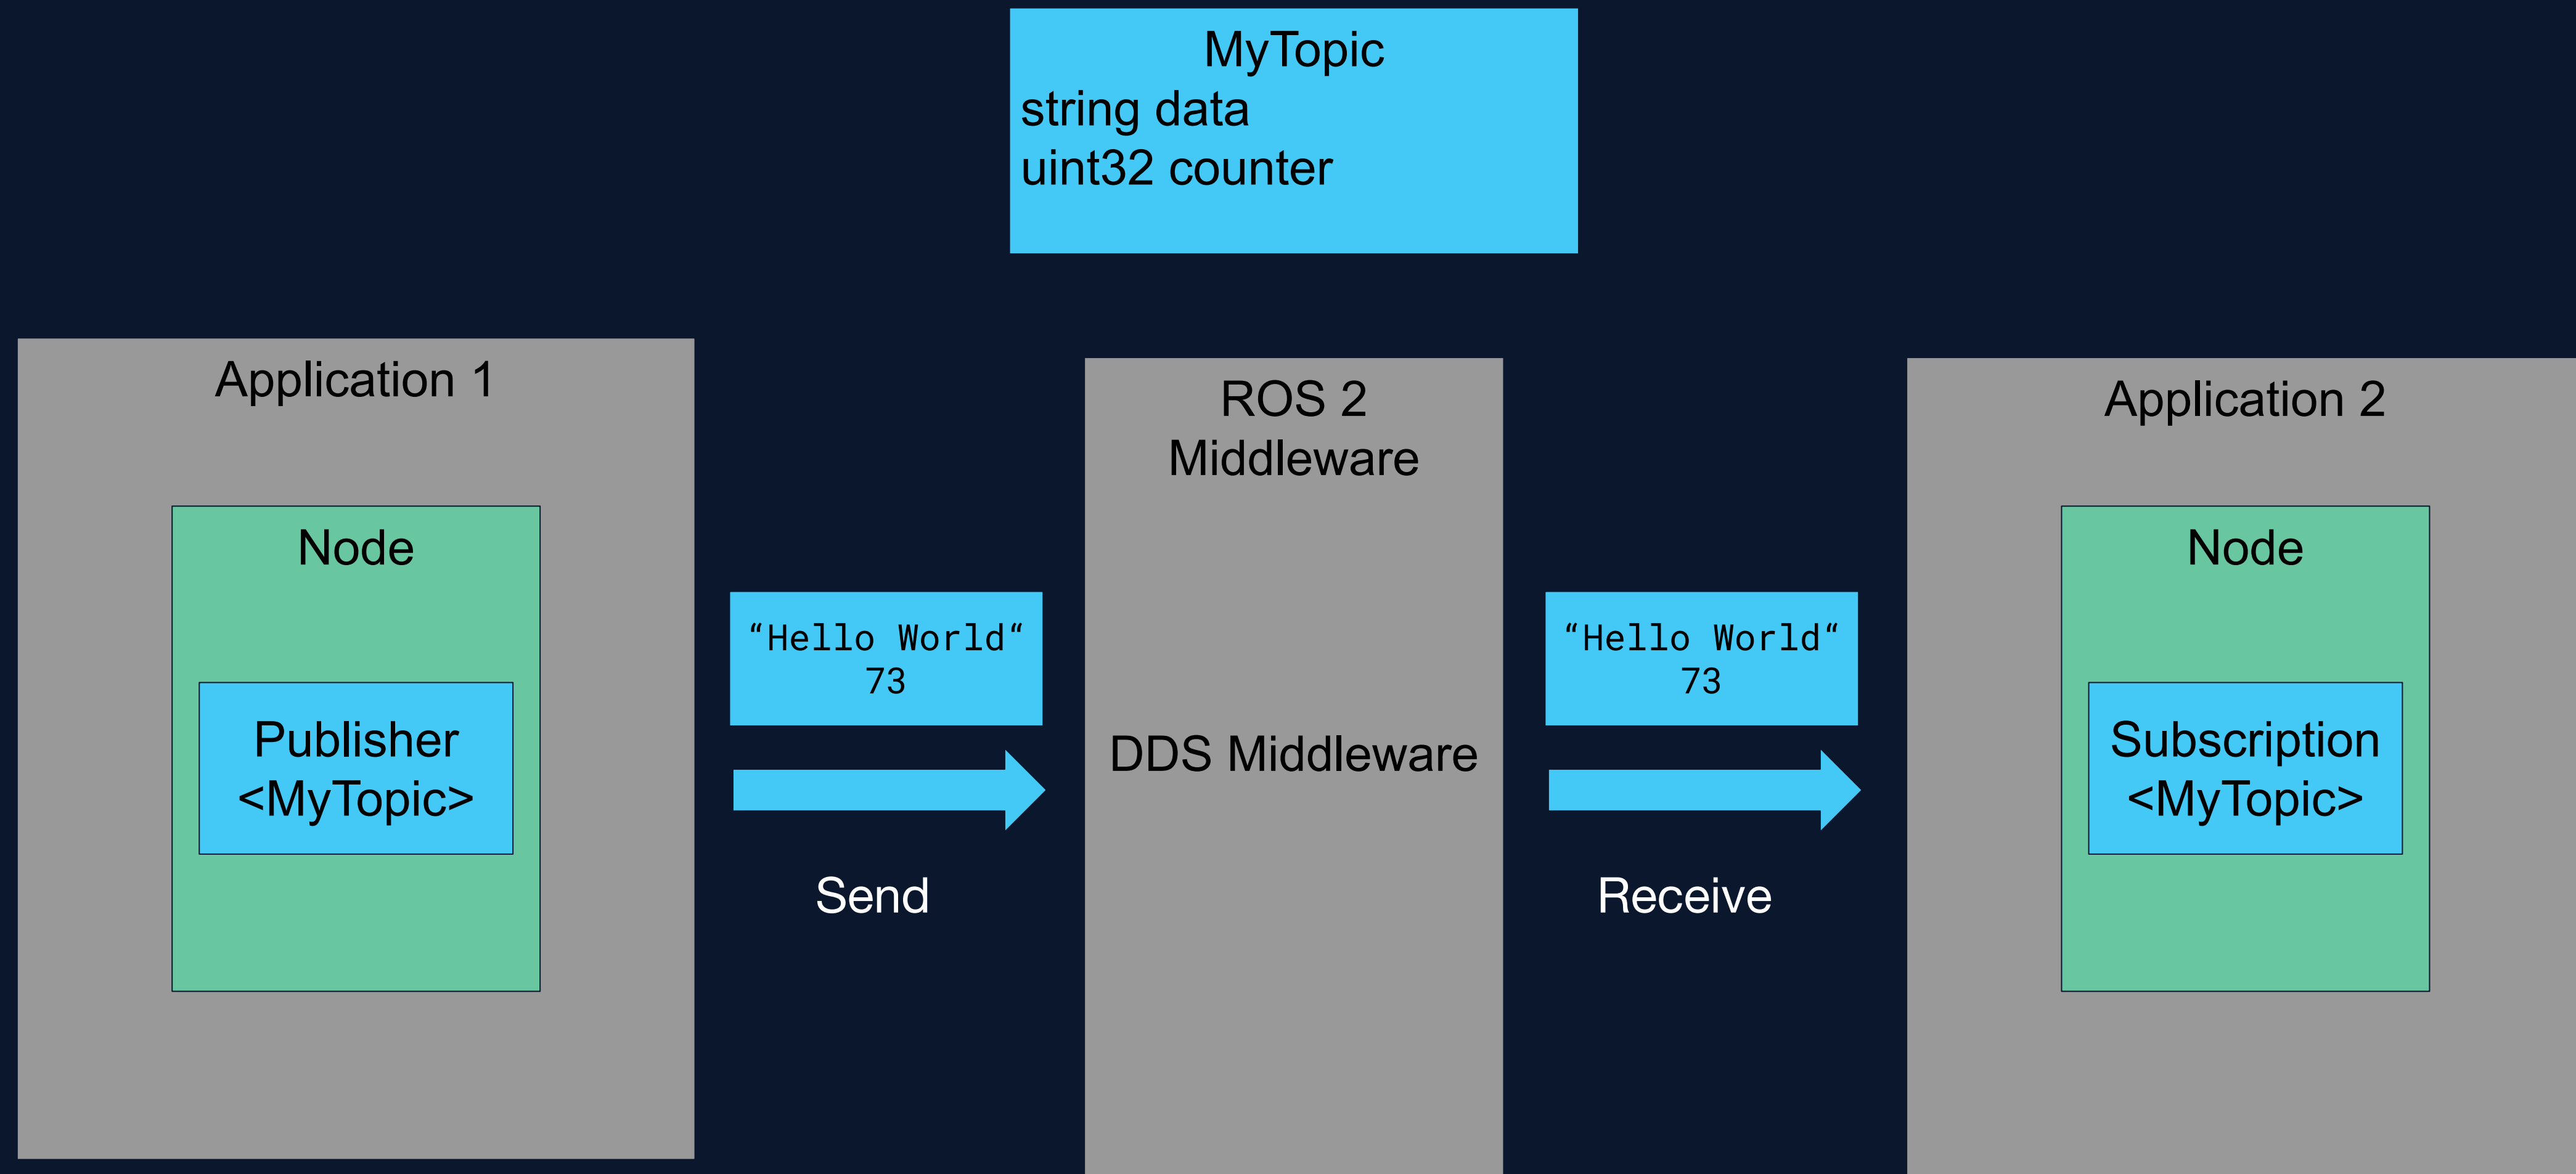 MyTopic
string data
uint32 counter
Application 1
Node
Publisher
<MyTopic>
“Hello World“
73
Send
ROS 2
Middleware
DDS Middleware
“Hello World“
73
Receive
Application 2
Node
Subscription
<MyTopic>